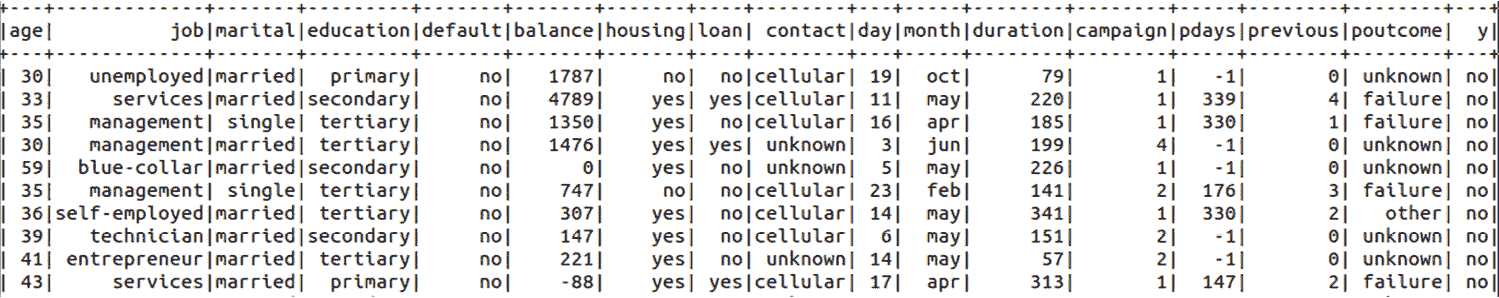 +---+-------------+-------+---------+-------+-------+-------+----+--------+---+-----+--------+--------+-----+--------+--------+---+
|age|          job|marital|education|default|balance|housing|loan| contact|day|month|duration|campaign|pdays|previous|poutcome|  y|
+---+-------------+-------+---------+-------+-------+-------+----+--------+---+-----+--------+--------+-----+--------+--------+---+
| 30|   unemployed|married|  primary|     no|   1787|     no|  no|cellular| 19|  oct|      79|       1|   -1|       0| unknown| no|
| 33|     services|married|secondary|     no|   4789|    yes| yes|cellular| 11|  may|     220|       1|  339|       4| failure| no|
| 35|   management| single| tertiary|     no|   1350|    yes|  no|cellular| 16|  apr|     185|       1|  330|       1| failure| no|
| 30|   management|married| tertiary|     no|   1476|    yes| yes| unknown|  3|  jun|     199|       4|   -1|       0| unknown| no|
| 59|  blue-collar|married|secondary|     no|      0|    yes|  no| unknown|  5|  may|     226|       1|   -1|       0| unknown| no|
| 35|   management| single| tertiary|     no|    747|     no|  no|cellular| 23|  feb|     141|       2|  176|       3| failure| no|
| 36|self-employed|married| tertiary|     no|    307|    yes|  no|cellular| 14|  may|     341|       1|  330|       2|   other| no|
| 39|   technician|married|secondary|     no|    147|    yes|  no|cellular|  6|  may|     151|       2|   -1|       0| unknown| no|
| 41| entrepreneur|married| tertiary|     no|    221|    yes|  no| unknown| 14|  may|      57|       2|   -1|       0| unknown| no|
| 43|     services|married|  primary|     no|    -88|    yes| yes|cellular| 17|  apr|     313|       1|  147|       2| failure| no|